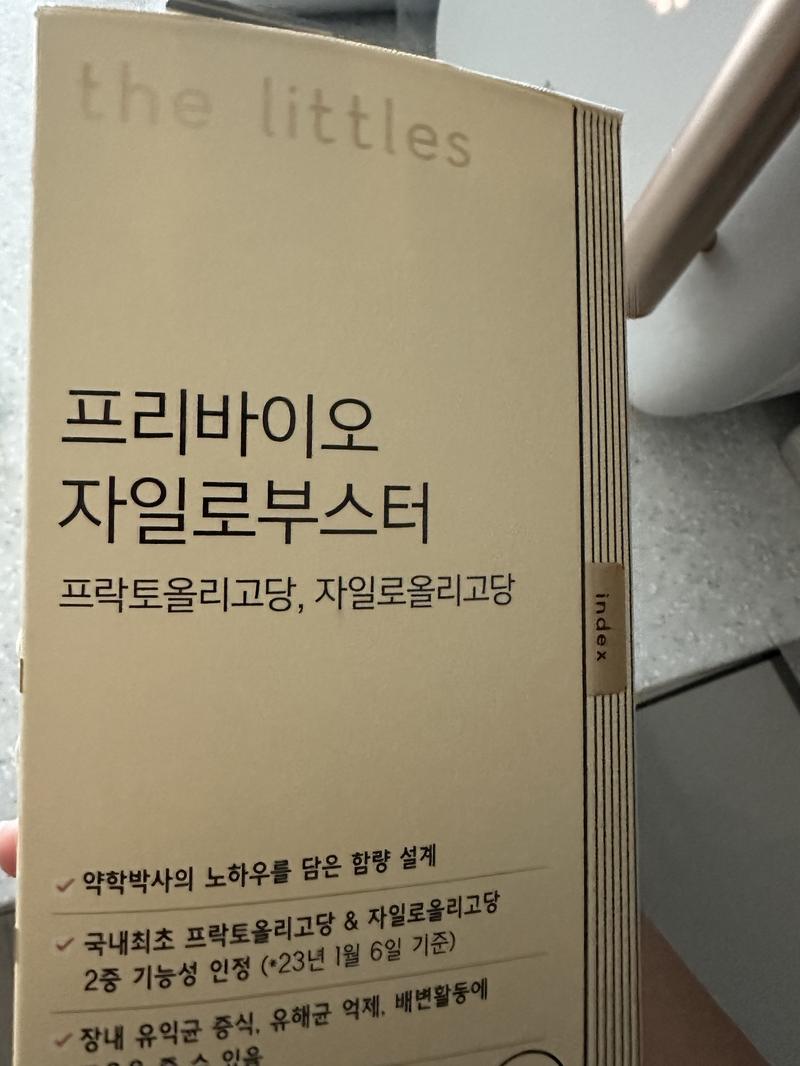 the littles
프리바이오
자일로부스터
프락토올리고당, 자일로올리고당
index
약학박사의 노하우를 담은 함량 설계
국내최초 프락토올리고당 & 자일로올리고당
2중 기능성 인정 (*23년 1월 6일 기준)
장내 유익균 증식, 유해균 억제, 배변활동에
줄 수 있음